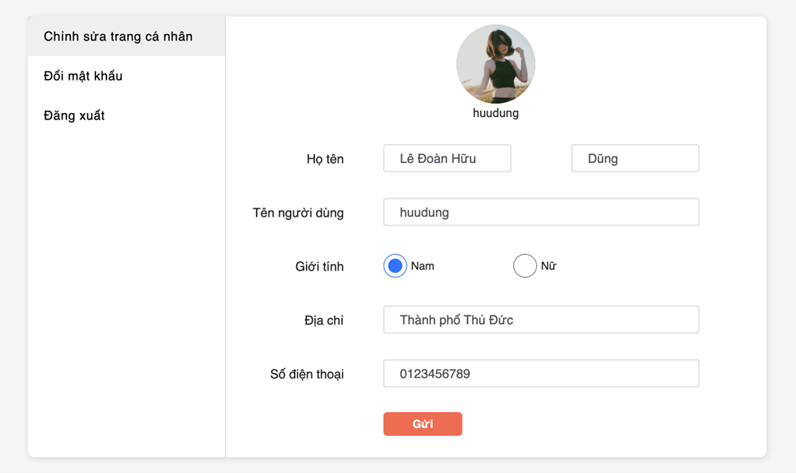 Chỉnh sửa trang cá nhân
Đổi mật khẩu
Đăng xuất
huudung
Họ tên Lê Đoàn Hữu Dũng
Tên người dùng huudung
Giới tính Nam Nữ
Địa chỉ Thành phố Thủ Đức
Số điện thoại 0123456789
Gửi